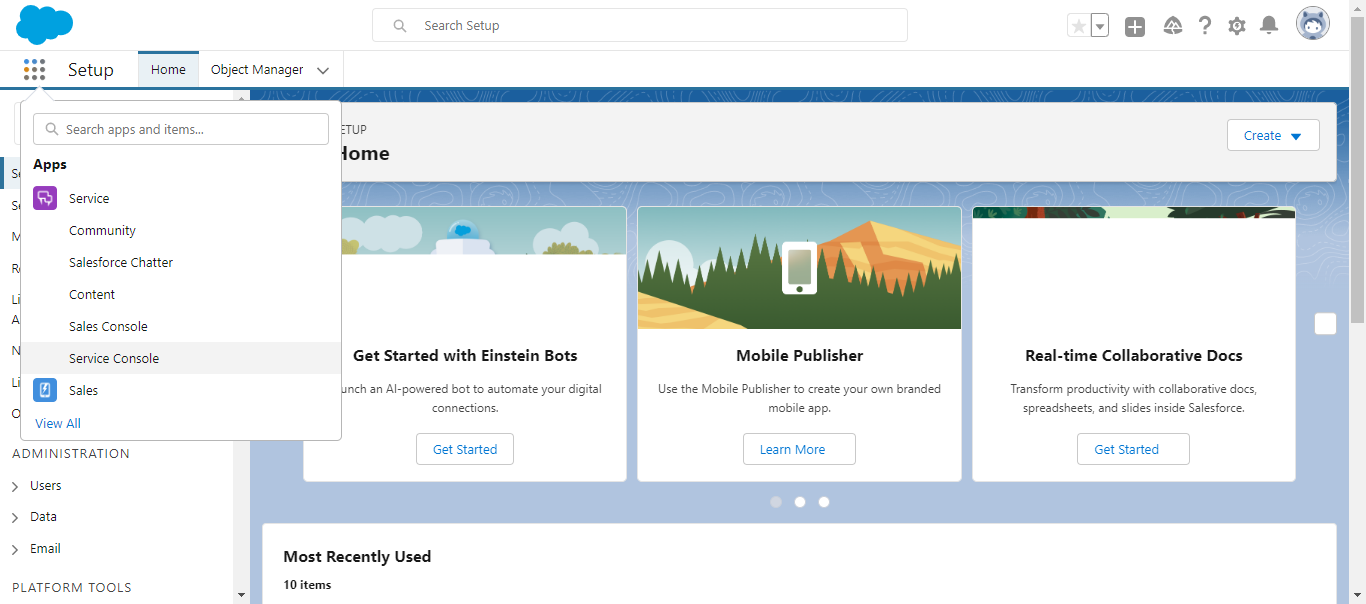 Search Setup
Setup
Home
Object Manager
Search apps and items...
Apps
Service
Community
Salesforce Chatter
Content
Sales Console
Service Console
Sales
View All
ADMINISTRATION
Users
Data
Email
PLATFORM TOOLS
ETUP
Home
Create
Get Started with Einstein Bots
unch an AI-powered bot to automate your digital
connections.
Get Started
Mobile Publisher
Use the Mobile Publisher to create your own branded
mobile app.
Learn More
Real-time Collaborative Docs
Transform productivity with collaborative docs,
spreadsheets, and slides inside Salesforce.
Get Started
Most Recently Used
10 items